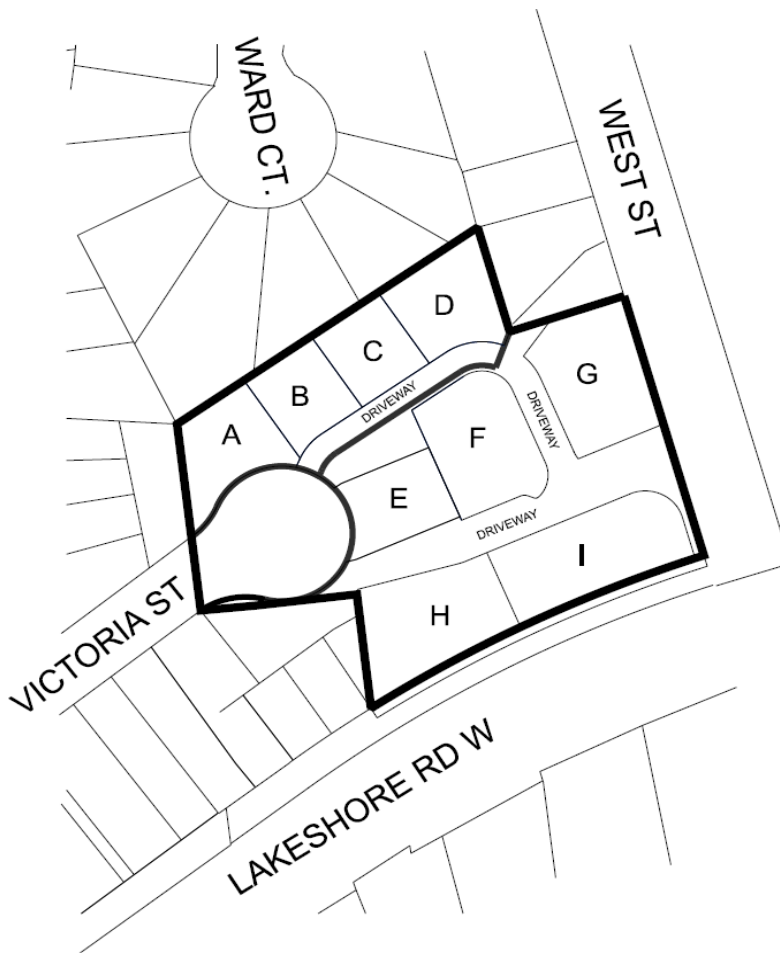 WARD CT.
WEST ST
D
C
G
B
DRIVEWAY
A
DRIVEWAY
F
E
DRIVEWAY
I
H
VICTORIA ST
LAKESHORE RD W